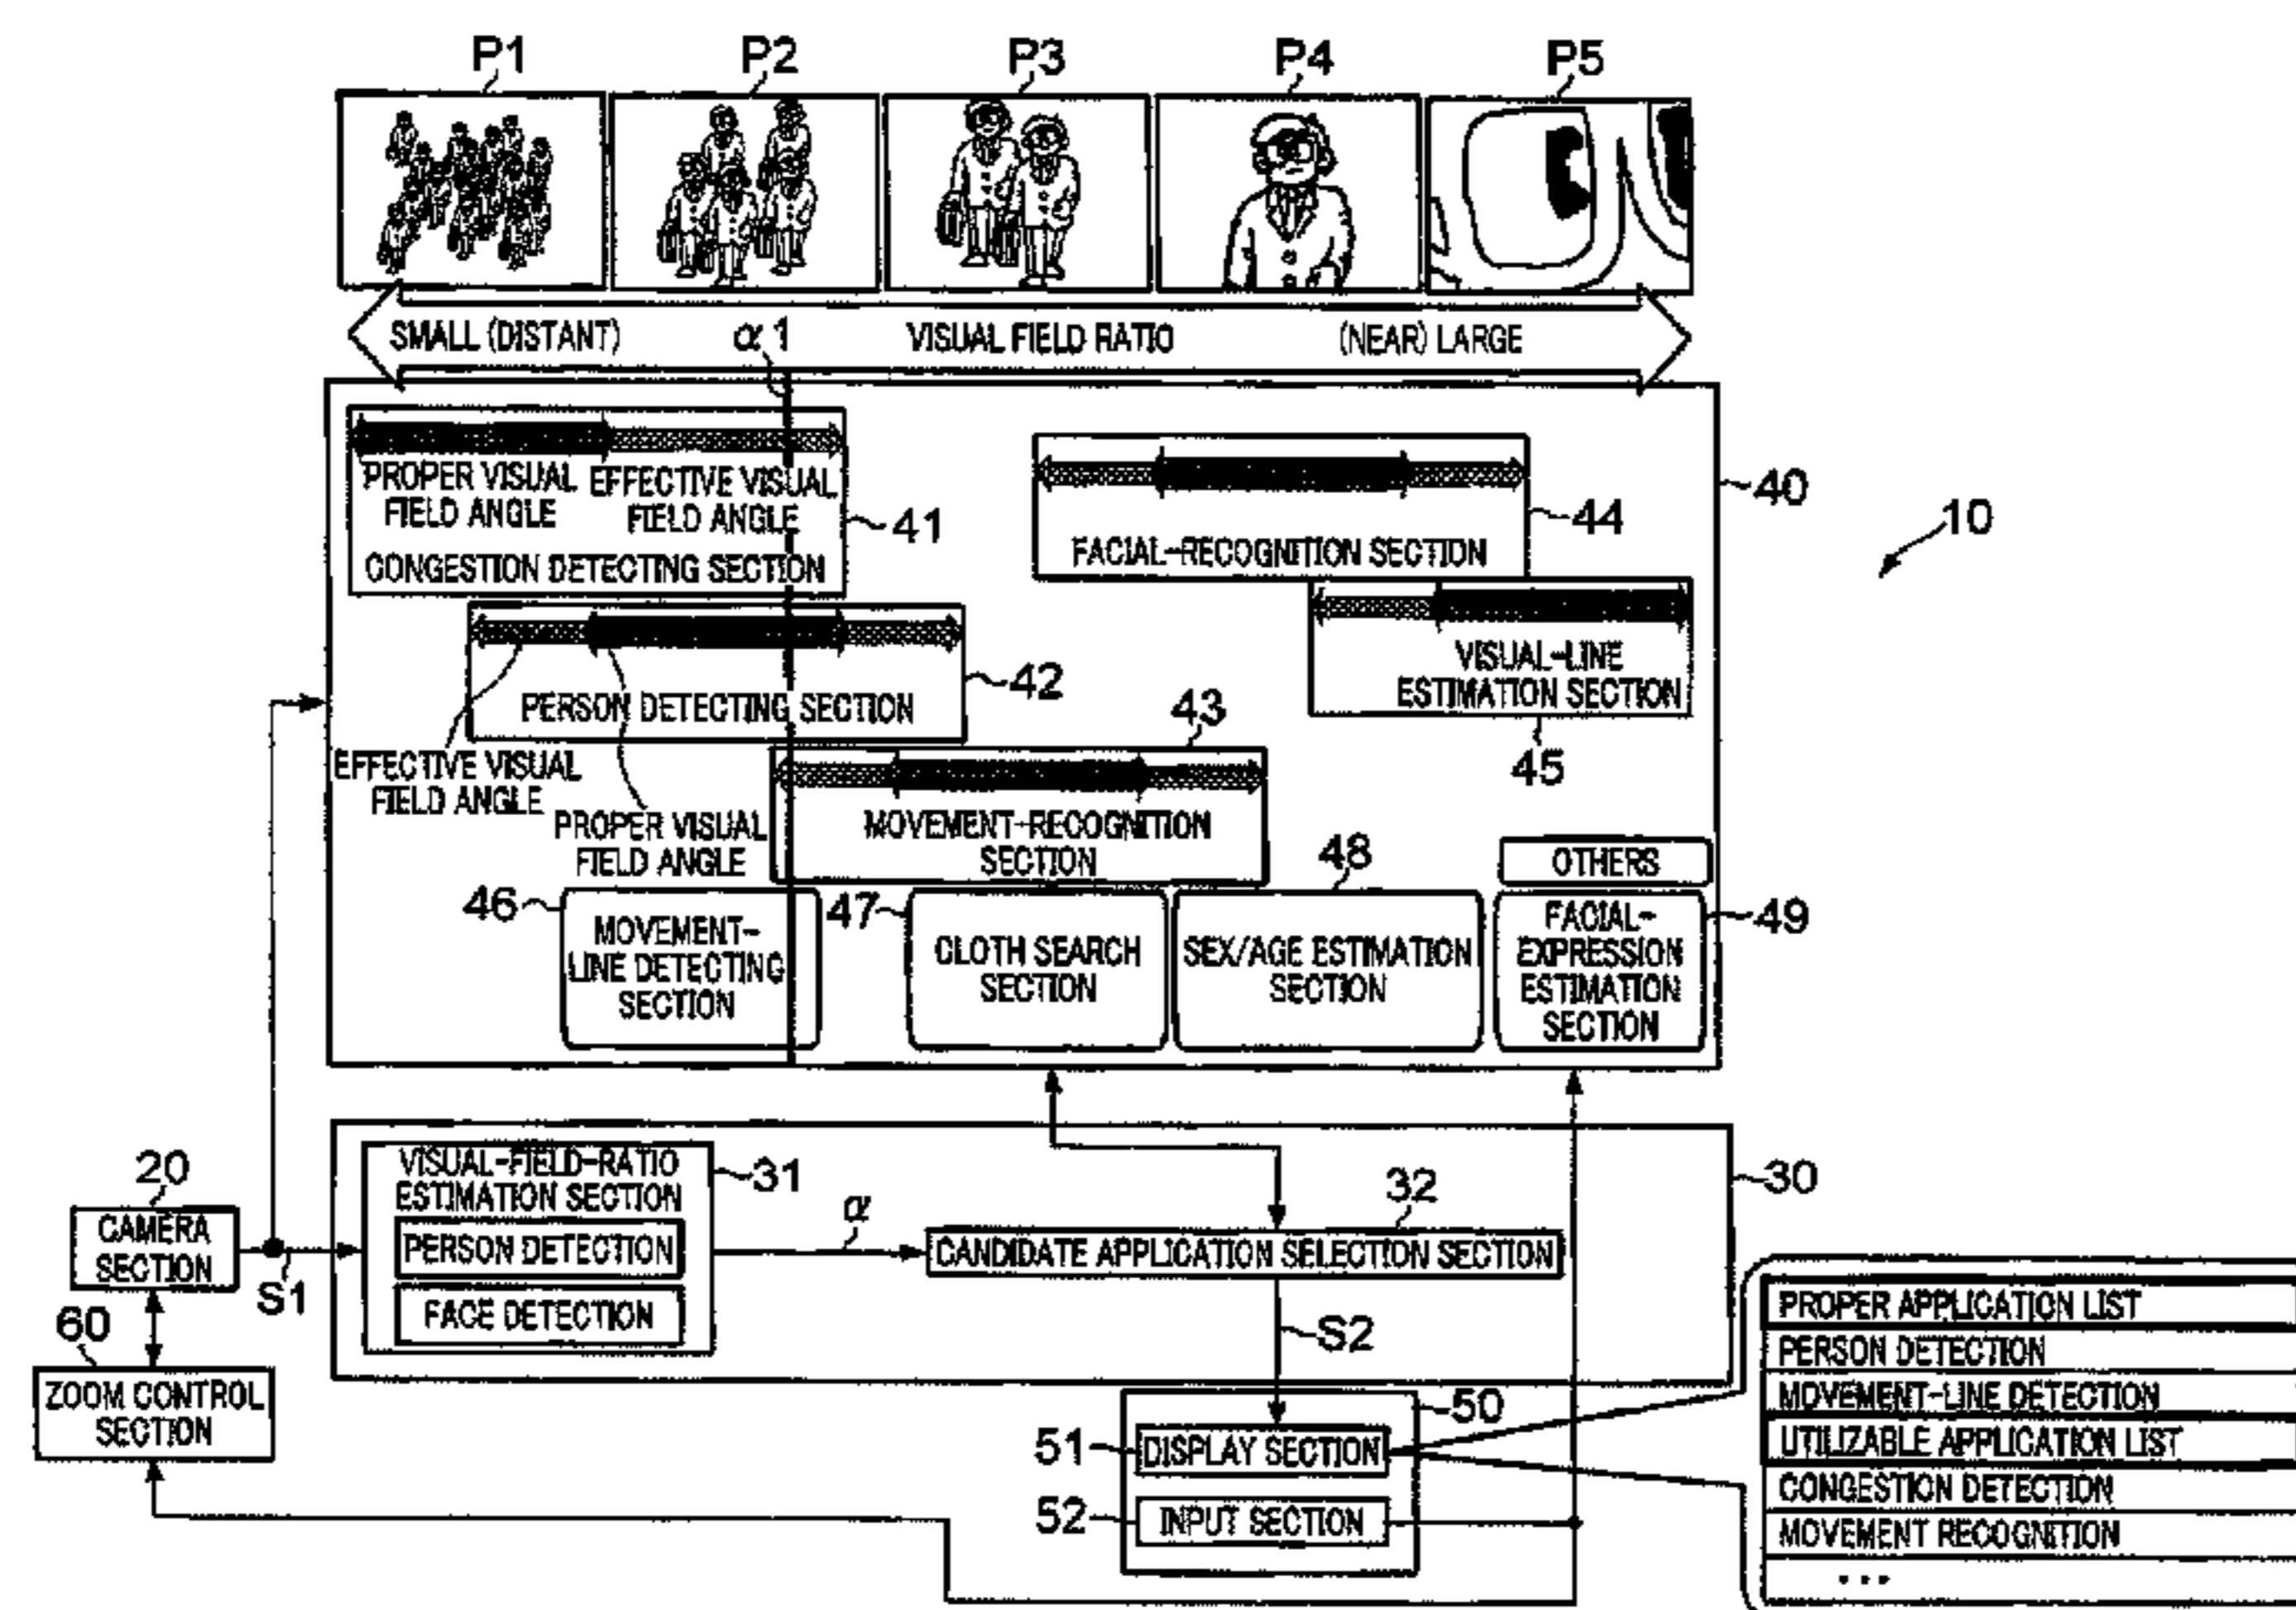 P1
P2
P3
P4
P5
SMALL (DISTANT)
α1
VISUAL FIELD RATIO
(NEAR) LARGE
PROPER VISUAL
FIELD ANGLE
EFFECTIVE VISUAL
FIELD ANGLE
CONGESTION DETECTING SECTION
41
FACIAL-RECOGNITION SECTION
44
40
10
PERSON DETECTING SECTION
42
VISUAL-LINE
ESTIMATION SECTION
45
EFFECTIVE VISUAL
FIELD ANGLE
PROPER VISUAL
FIELD ANGLE
43
MOVEMENT-RECOGNITION
SECTION
OTHERS
46
MOVEMENT-
LINE DETECTING
SECTION
47
CLOTH SEARCH
SECTION
48
SEX/AGE ESTIMATION
SECTION
49
FACIAL-
EXPRESSION
ESTIMATION
SECTION
20
CAMERA
SECTION
S1
60
ZOOM CONTROL
SECTION
VISUAL-FIELD-RATIO
ESTIMATION SECTION
31
PERSON DETECTION
FACE DETECTION
α
32
CANDIDATE APPLICATION SELECTION SECTION
30
S2
50
51
DISPLAY SECTION
52
INPUT SECTION
PROPER APPLICATION LIST
PERSON DETECTION
MOVEMENT-LINE DETECTION
UTILIZABLE APPLICATION LIST
CONGESTION DETECTION
MOVEMENT RECOGNITION
...